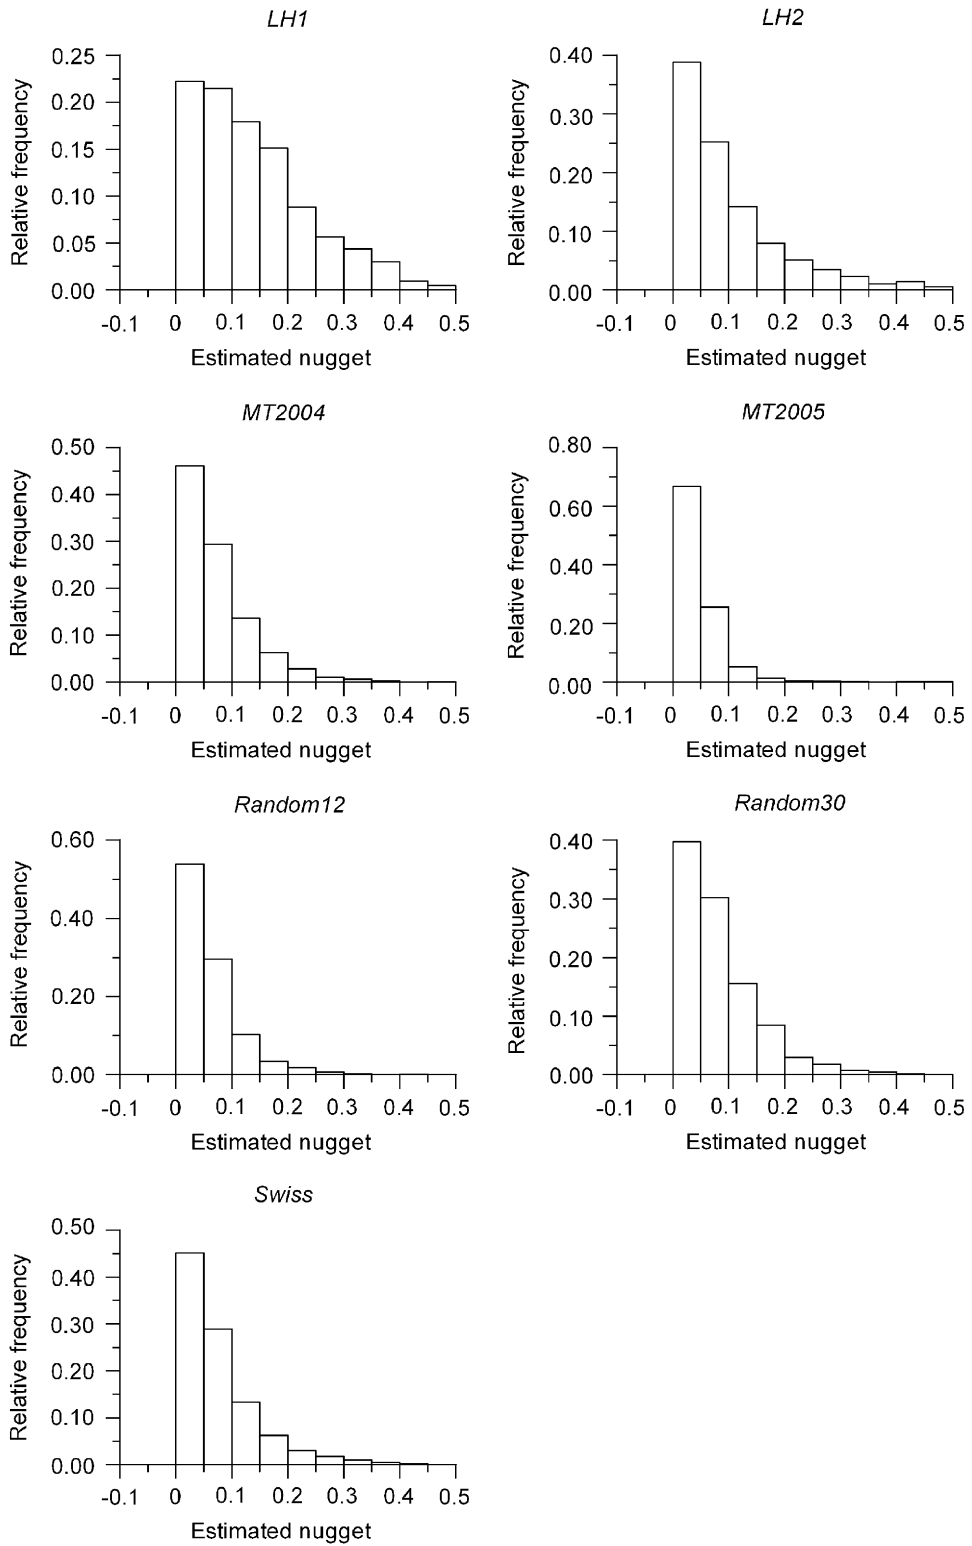 LH1
0.25
0.20
0.15
0.10
0.05
0.00
Relative frequency
-0.1 0 0.1 0.2 0.3 0.4 0.5
Estimated nugget
LH2
0.40
0.30
0.20
0.10
0.00
Relative frequency
-0.1 0 0.1 0.2 0.3 0.4 0.5
Estimated nugget
MT2004
0.50
0.40
0.30
0.20
0.10
0.00
Relative frequency
-0.1 0 0.1 0.2 0.3 0.4 0.5
Estimated nugget
MT2005
0.80
0.60
0.40
0.20
0.00
Relative frequency
-0.1 0 0.1 0.2 0.3 0.4 0.5
Estimated nugget
Random12
0.60
0.40
0.20
0.00
Relative frequency
-0.1 0 0.1 0.2 0.3 0.4 0.5
Estimated nugget
Random30
0.40
0.30
0.20
0.10
0.00
Relative frequency
-0.1 0 0.1 0.2 0.3 0.4 0.5
Estimated nugget
Swiss
0.50
0.40
0.30
0.20
0.10
0.00
Relative frequency
-0.1 0 0.1 0.2 0.3 0.4 0.5
Estimated nugget